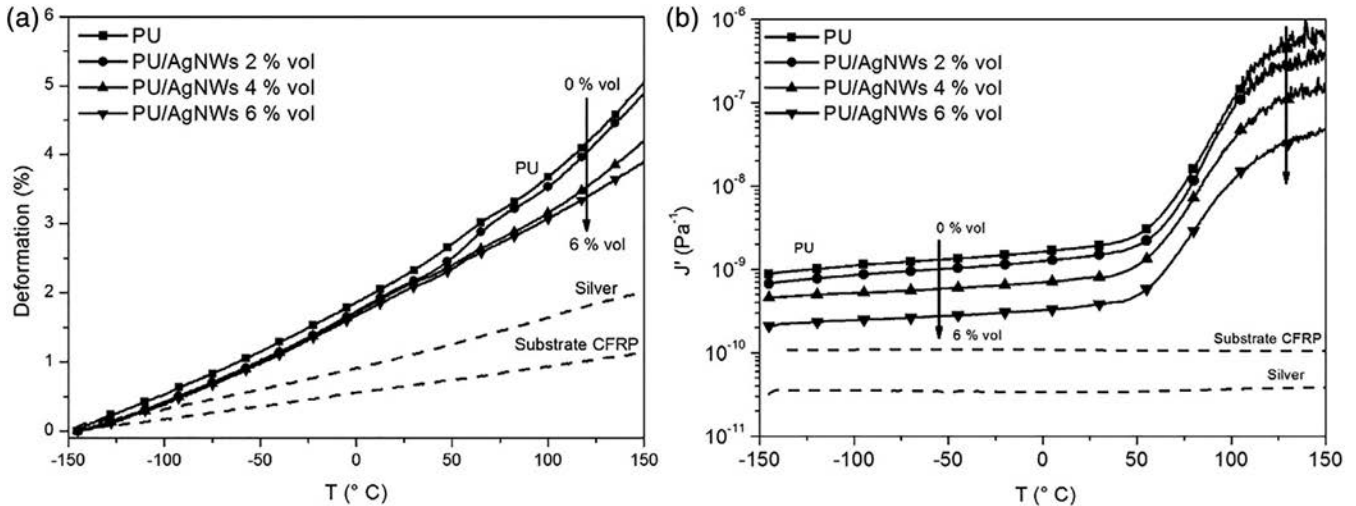 (a)
6
5
4
3
2
1
0
Deformation (%)
PU
PU/AgNWs 2 % vol
PU/AgNWs 4 % vol
PU/AgNWs 6 % vol
0 % vol
PU
6 % vol
Silver
Substrate CFRP
-150 -100 -50 0 50 100 150
T (° C)
(b)
10⁻⁶
10⁻⁷
10⁻⁸
10⁻⁹
10⁻¹⁰
10⁻¹¹
J' (Pa⁻¹)
PU
PU/AgNWs 2 % vol
PU/AgNWs 4 % vol
PU/AgNWs 6 % vol
0 % vol
PU
6 % vol
Substrate CFRP
Silver
-150 -100 -50 0 50 100 150
T (° C)